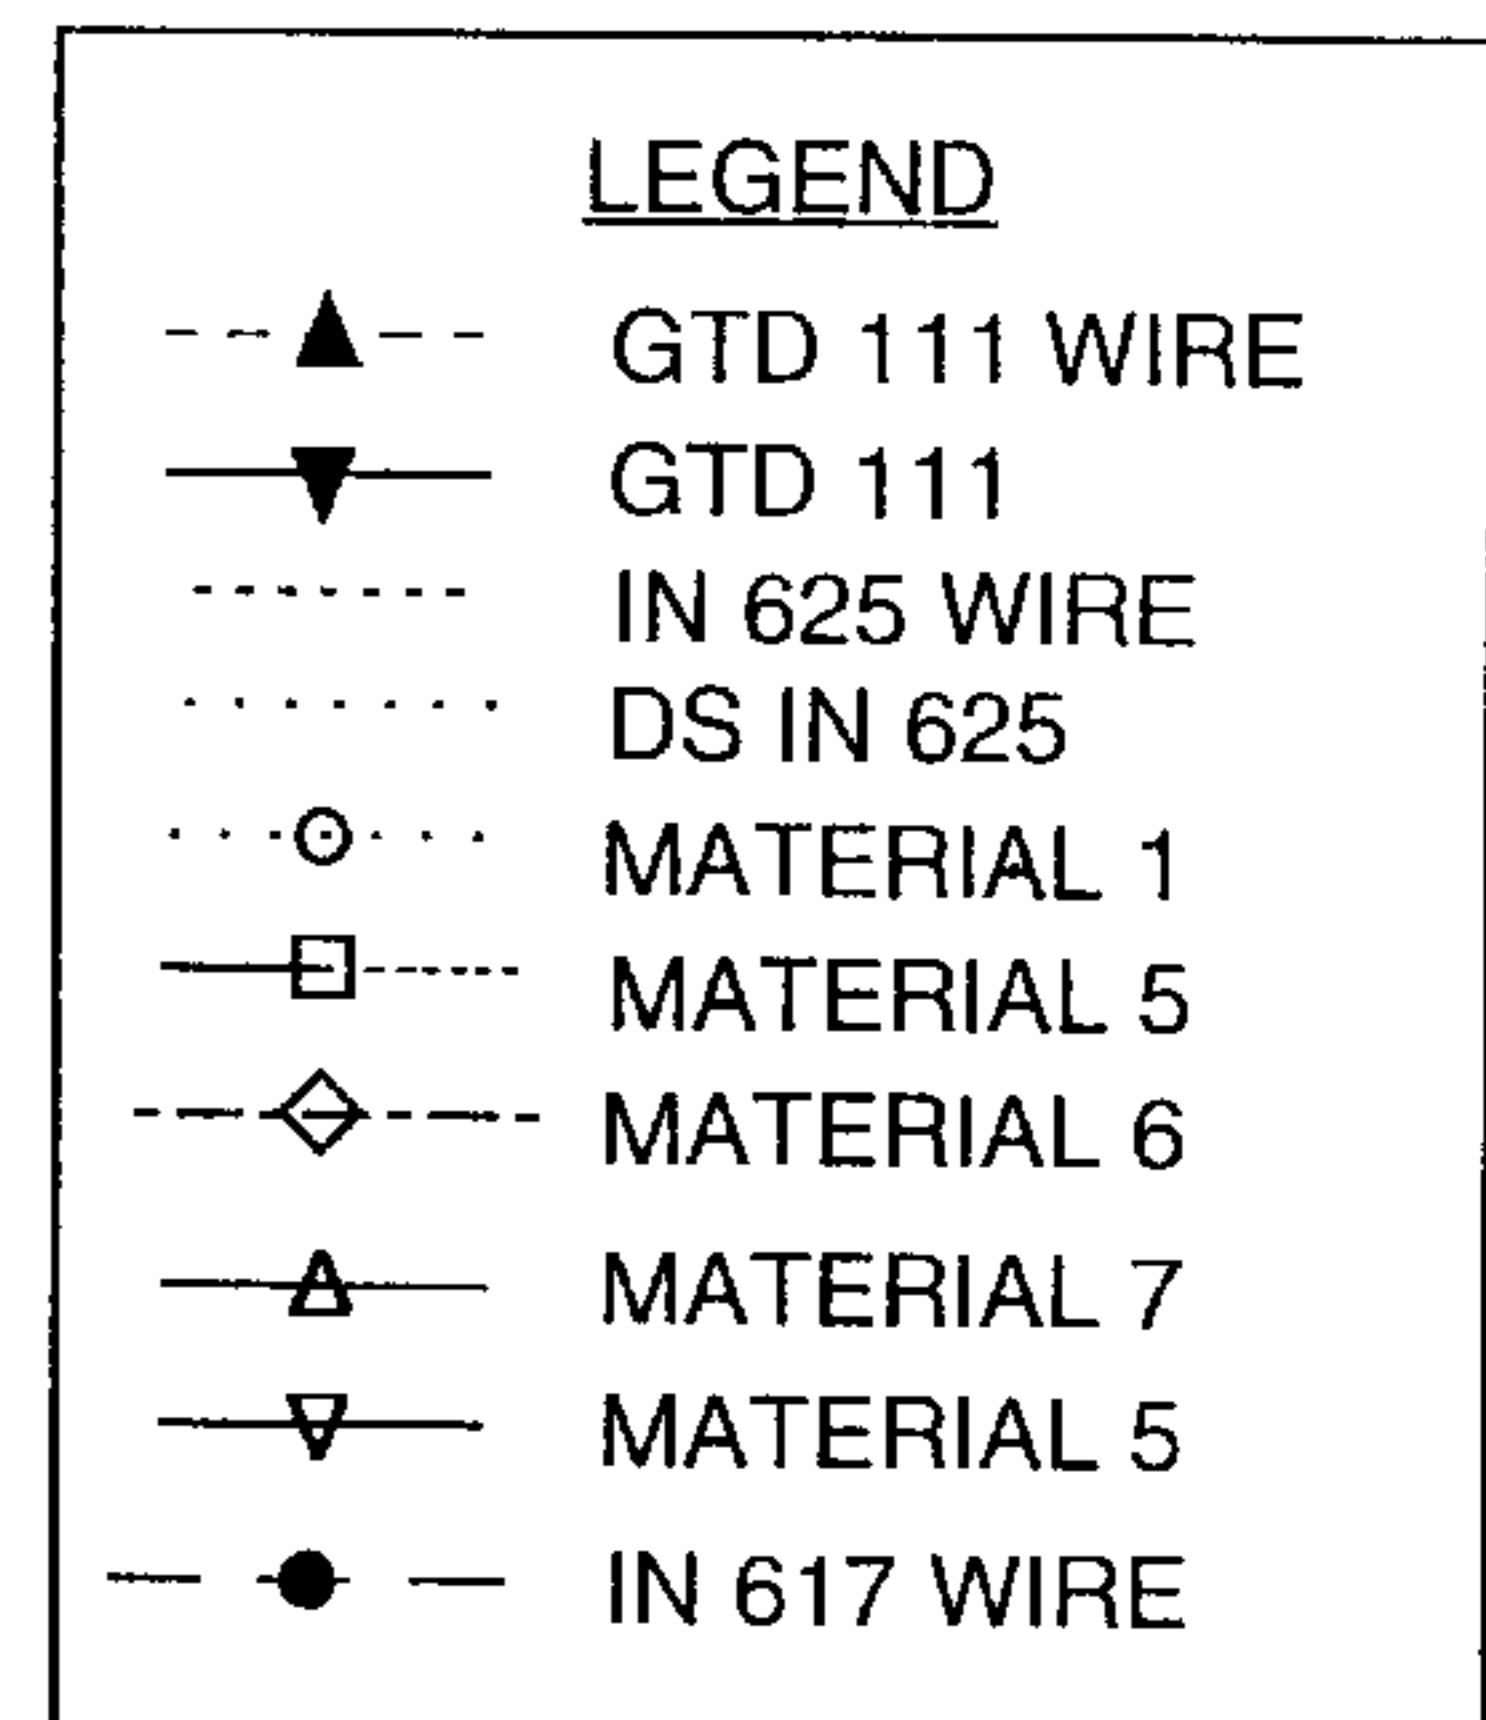 LEGEND
GTD 111 WIRE
GTD 111
IN 625 WIRE
DS IN 625
MATERIAL 1
MATERIAL 5
MATERIAL 6
MATERIAL 7
MATERIAL 5
IN 617 WIRE